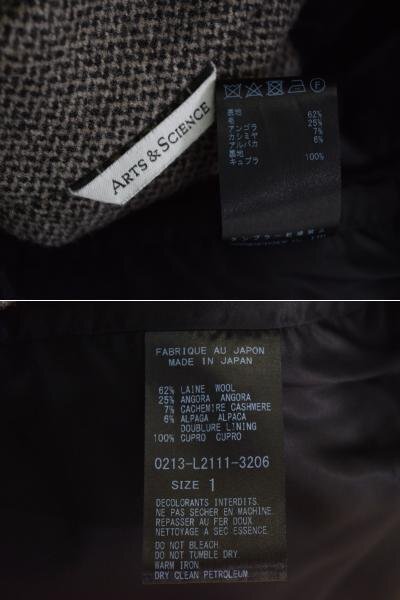 ARTS & SCIENCE
F
表地
毛 62%
アンゴラ 25%
カシミヤ 7%
アルパカ 6%
裏地
キュプラ 100%
FABRIQUE AU JAPON
MADE IN JAPAN
62% LAINE WOOL
25% ANGORA ANGORA
7% CACHEMIRE CASHMERE
6% ALPAGA ALPACA
DOUBLURE LINING
100% CUPRO CUPRO
0213-L2111-3206
SIZE 1
DECOLORANTS INTERDITS.
NE PAS SECHER EN MACHINE.
REPASSER AU FER DOUX.
NETTOYAGE A SEC ESSENCE.
DO NOT BLEACH.
DO NOT TUMBLE DRY.
WARM IRON
DRY CLEAN PETROLEUM